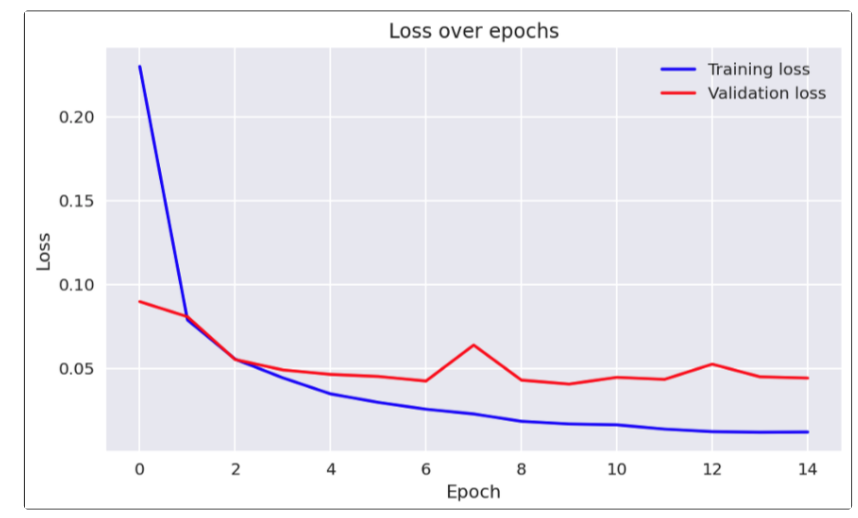 Loss over epochs
Training loss
Validation loss
0.20
0.15
0.10
0.05
Loss
0 2 4 6 8 10 12 14
Epoch